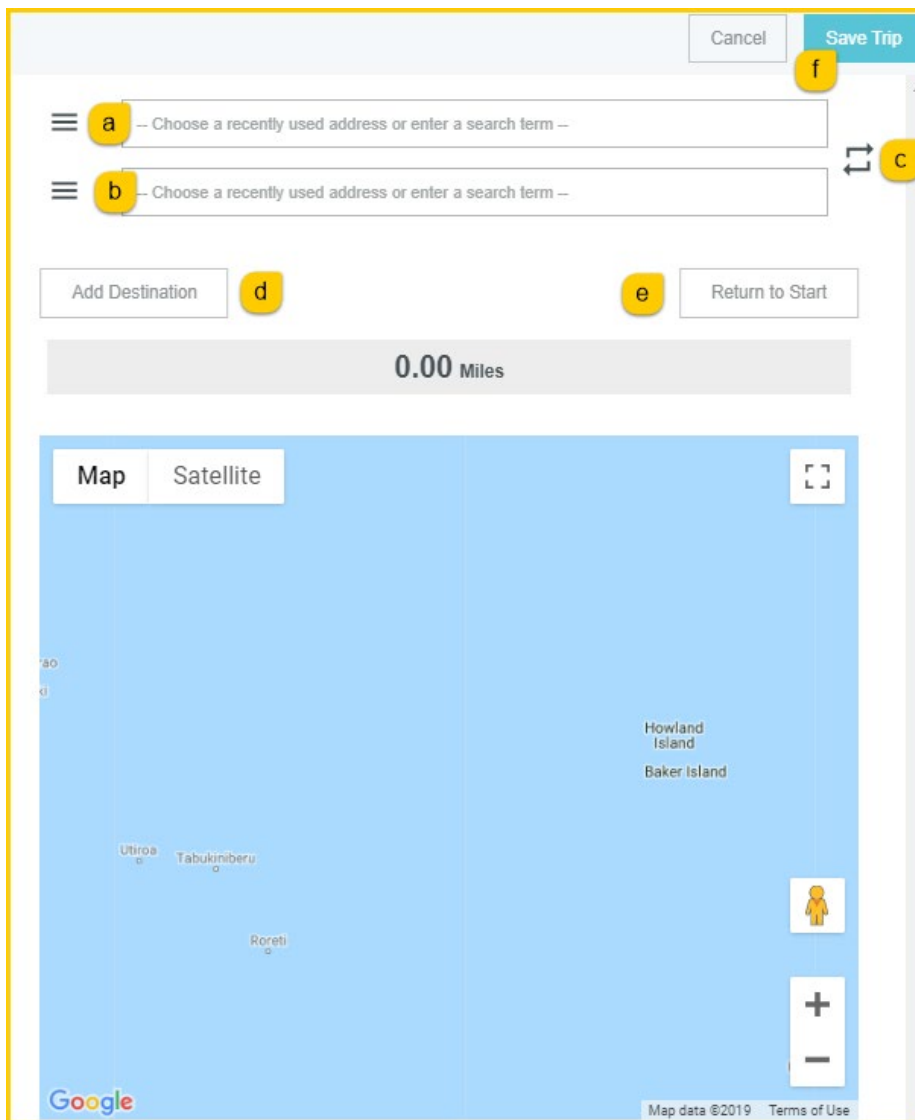 Cancel Save Trip
f
a -- Choose a recently used address or enter a search term --
c
b -- Choose a recently used address or enter a search term --
Add Destination d e Return to Start
0.00 Miles
Map Satellite
Howland
Island
Baker Island
Utiroa
Tabukiniberu
Roreti
Google
Map data ©2019 Terms of Use